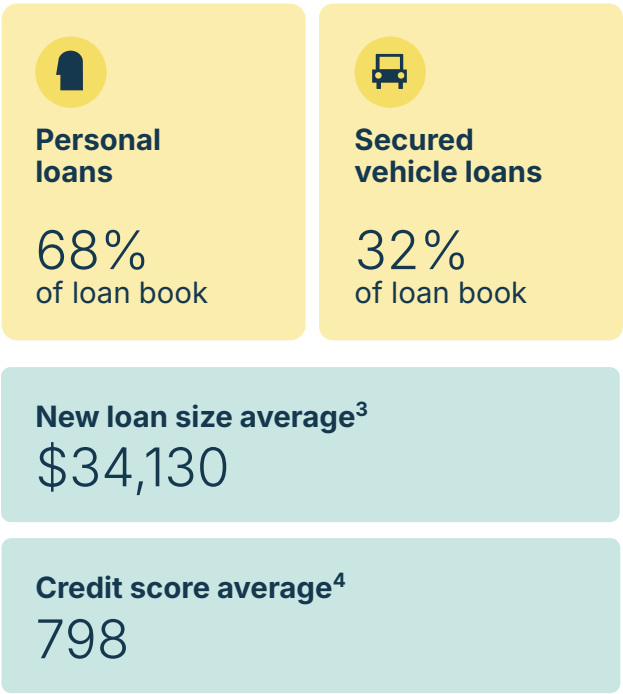 Personal
loans
68%
of loan book
Secured
vehicle loans
32%
of loan book
New loan size average³
$34,130
Credit score average⁴
798